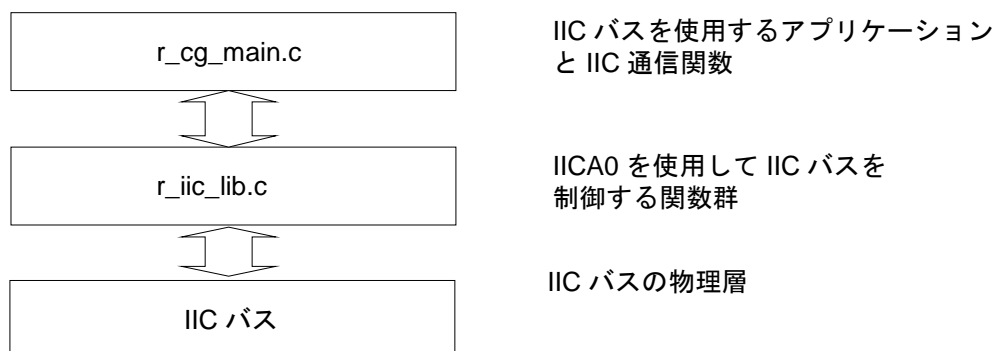 r_cg_main.c
IIC バスを使用するアプリケーション
と IIC 通信関数
r_iic_lib.c
IICA0 を使用して IIC バスを
制御する関数群
IIC バス
IIC バスの物理層